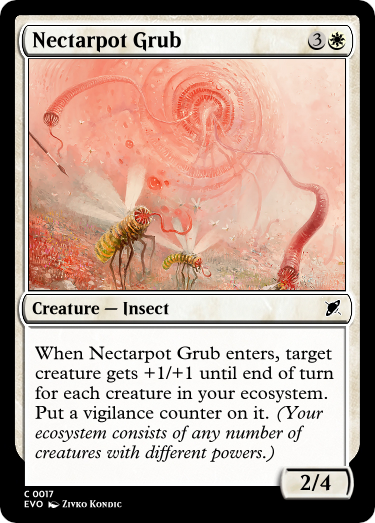 Nectarpot Grub 3
Creature — Insect
When Nectarpot Grub enters, target
creature gets +1/+1 until end of turn
for each creature in your ecosystem.
Put a vigilance counter on it. (Your
ecosystem consists of any number of
creatures with different powers.)
2/4
C 0017
EVO Zivko Kondic